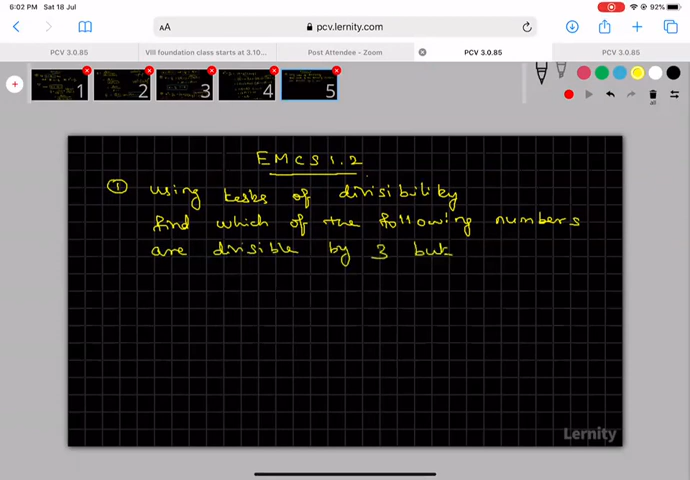 6:02 PM Sat 18 Jul
92%
AA
pcv.lernity.com
PCV 3.0.85
VIII foundation class starts at 3.10...
Post Attendee - Zoom
PCV 3.0.85
PCV 3.0.85
1
2
3
4
5
all
EMCS 1.2
① using tests of divisibility
find which of the following numbers
are divisible by 3 but
Lernity